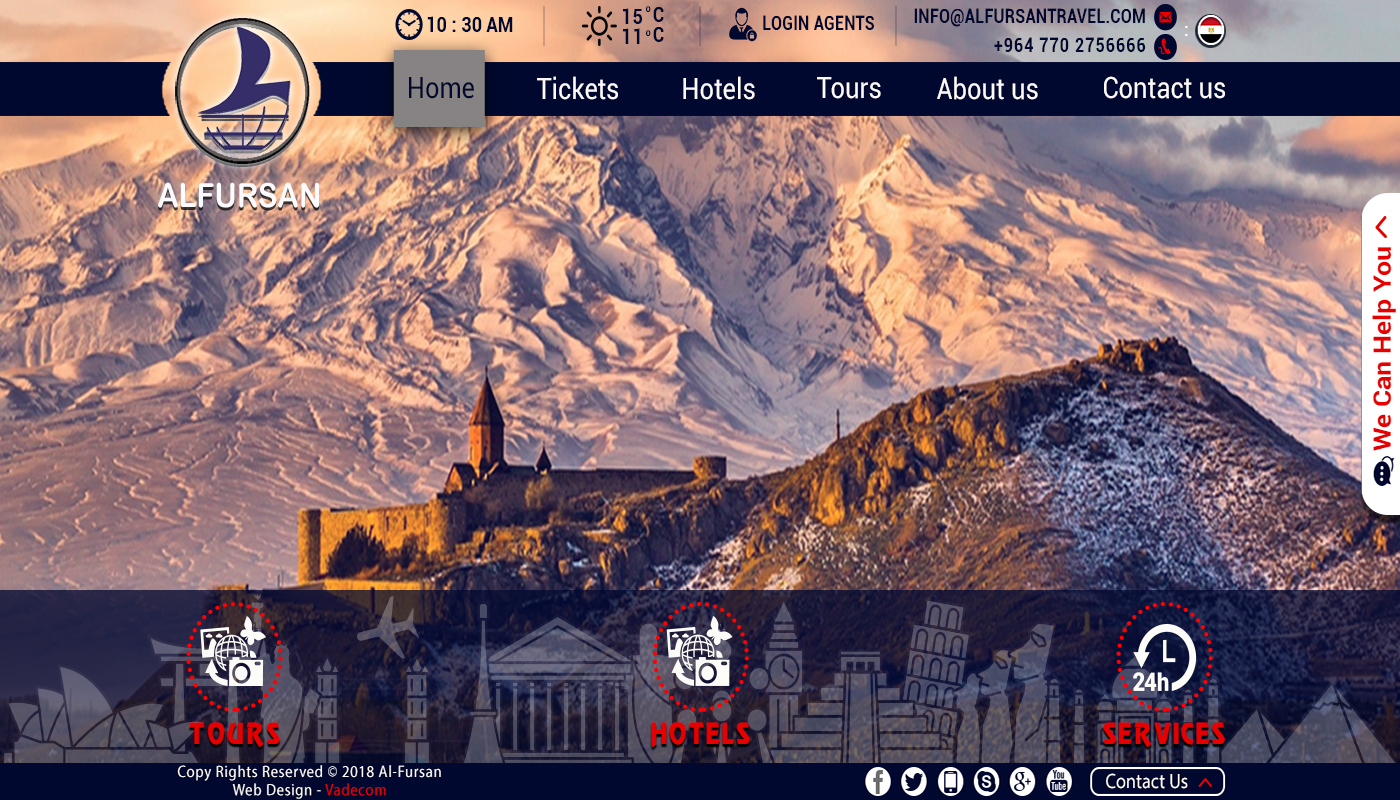 10 : 30 AM
15°C
11°C
LOGIN AGENTS
INFO@ALFURSANTRAVEL.COM
+964 770 2756666
:
Home
Tickets
Hotels
Tours
About us
Contact us
ALFURSAN
We Can Help You
24h
TOURS
HOTELS
SERVICES
Copy Rights Reserved © 2018 Al-Fursan
Web Design - Vadecom
f
S
g+
You
Tube
Contact Us